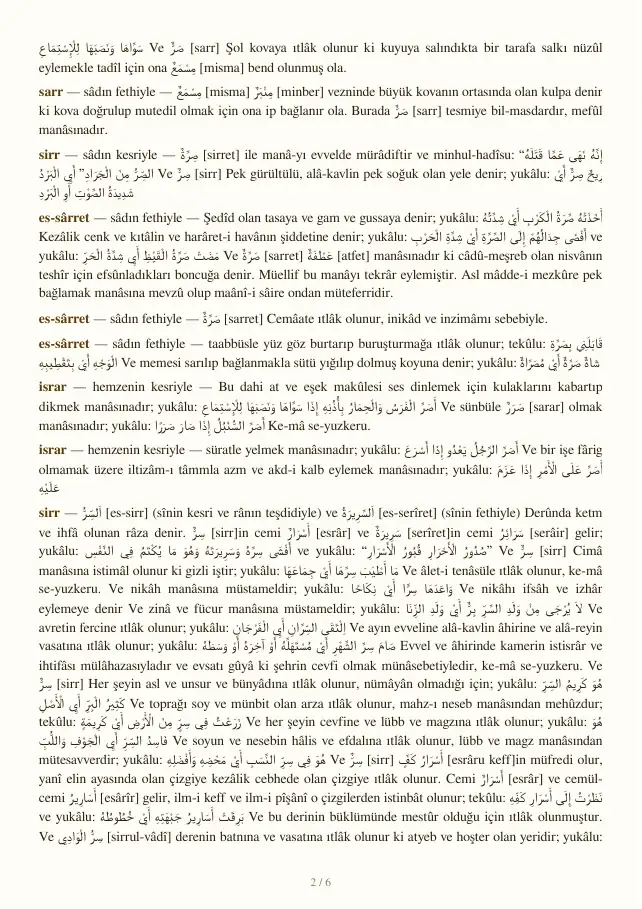 سَوَّاهَا وَنَصَبَهَا لِلْإِسْتِمَاعِ Ve صَرٌّ [sarr] Şol kovaya ıtlâk olunur ki kuyuya salındıkta bir tarafa salkı nüzûl
eylemekle tadîl için ona مِسْمَعٌ [misma] bend olunmuş ola.
sarr — sâdın fethiyle — مِسْمَعٌ [misma] مِنْبَرٌ [minber] vezninde büyük kovanın ortasında olan kulpa denir
ki kova doğrulup mutedil olmak için ona ip bağlanır ola. Burada صَرٌّ [sarr] tesmiye bil-masdardır, mefûl
manâsınadır.
sirr — sâdın kesriyle — صِرَّةٌ [sirret] ile manâ-yı evvelde mürâdiftir ve minhul-hadîsu: “إِنَّهُ نَهَى عَمَّا قَتَلَهُ
الصِّرُّ مِنَ الْجَرَادِ” أَيِ الْبَرْدُ Ve صِرٌّ [sirr] Pek gürültülü, alâ-kavlin pek soğuk olan yele denir; yukâlu: رِيحٌ صِرٌّ أَيْ
شَدِيدَةُ الصَّوْتِ أَوِ الْبَرْدِ
es-sârret — sâdın fethiyle — Şedîd olan tasaya ve gam ve gussaya denir; yukâlu: أَخَذَتْهُ صَرَّةُ الْكَرْبِ أَيْ شِدَّتُهُ
Kezâlik cenk ve kıtâlin ve harâret-i havânın şiddetine denir; yukâlu: أَفْضَى جِدَالُهُمْ إِلَى الصَّرَّةِ أَيْ شِدَّةِ الْحَرْبِ ve
yukâlu: مَضَتْ صَرَّةُ الْقَيْظِ أَيْ شِدَّةُ الْحَرِّ Ve صَرَّةٌ [sarret] عَطْفَةٌ [atfet] manâsınadır ki câdû-meşreb olan nisvânın
teshîr için efsûnladıkları boncuğa denir. Müellif bu manâyı tekrâr eylemiştir. Asl mâdde-i mezkûre pek
bağlamak manâsına mevzû olup maânî-i sâire ondan müteferridir.
es-sârret — sâdın fethiyle — صَرَّةٌ [sarret] Cemâate ıtlâk olunur, inikâd ve inzimâmı sebebiyle.
es-sârret — sâdın fethiyle — taabbüsle yüz göz burtarıp buruşturmağa ıtlâk olunur; tekûlu: قَابَلَنِي بِصَرَّةِ
الْوَجْهِ أَيْ بِتَقْطِيبِهِ Ve memesi sarılıp bağlanmakla sütü yığılıp dolmuş koyuna denir; yukâlu: شَاةٌ صَرَّةٌ أَيْ مُصَرَّاةٌ
israr — hemzenin kesriyle — Bu dahi at ve eşek makûlesi ses dinlemek için kulaklarını kabartıp
dikmek manâsınadır; yukâlu: أَصَرَّ الْفَرَسُ وَالْحِمَارُ بِأُذُنِهِ إِذَا سَوَّاهَا وَنَصَبَهَا لِلْإِسْتِمَاعِ Ve sünbüle صَرَرٌ [sarar] olmak
manâsınadır; yukâlu: أَصَرَّ السُّنْبُلُ إِذَا صَارَ صَرَرًا Ke-mâ se-yuzkeru.
israr — hemzenin kesriyle — süratle yelmek manâsınadır; yukâlu: أَصَرَّ الرَّجُلُ يَعْدُو إِذَا أَسْرَعَ Ve bir işe fârig
olmamak üzere iltizâm-ı tâmmla azm ve akd-i kalb eylemek manâsınadır; yukâlu: أَصَرَّ عَلَى الْأَمْرِ إِذَا عَزَمَ
عَلَيْهِ
sirr — اَلسِّرُّ [es-sirr] (sînin kesri ve rânın teşdidiyle) ve اَلسَّرِيرَةُ [es-serîret] (sînin fethiyle) Derûnda ketm
ve ihfâ olunan râza denir. سِرٌّ [sirr]in cemi أَسْرَارٌ [esrâr] ve سَرِيرَةٌ [serîret]in cemi سَرَائِرُ [serâir] gelir;
yukâlu: أَفْشَى سِرَّهُ وَسَرِيرَتَهُ وَهُوَ مَا يُكْتَمُ فِي النَّفْسِ ve yukâlu: “صُدُورُ الْأَحْرَارِ قُبُورُ الْأَسْرَارِ” Ve سِرٌّ [sirr] Cimâ
manâsına istimâl olunur ki gizli iştir; yukâlu: مَا أَطْيَبَ سِرَّهَا أَيْ جِمَاعَهَا Ve âlet-i tenâsüle ıtlâk olunur, ke-mâ
se-yuzkeru. Ve nikâh manâsına müstameldir; yukâlu: وَاعَدَهَا سِرًّا أَيْ نِكَاحًا Ve nikâhı ifsâh ve izhâr
eylemeye denir Ve zinâ ve fücur manâsına müstameldir; yukâlu: لَا يُرْجَى مِنْ وَلَدِ السِّرِّ بِرٌّ أَيْ وَلَدِ الزِّنَا Ve
avretin fercine ıtlâk olunur; yukâlu: اِلْتَقَى السِّرَّانِ أَيِ الْفَرْجَانِ Ve ayın evveline alâ-kavlin âhirine ve alâ-reyin
vasatına ıtlâk olunur; yukâlu: صَامَ سِرَّ الشَّهْرِ أَيْ مُسْتَهَلَّهُ أَوْ آخِرَهُ أَوْ وَسَطَهُ Evvel ve âhirinde kamerin istisrâr ve
ihtifâsı mülâhazasıyladır ve evsatı gûyâ ki şehrin cevfi olmak münâsebetiyledir, ke-mâ se-yuzkeru. Ve
سِرٌّ [sirr] Her şeyin asl ve unsur ve bünyâdına ıtlâk olunur, nümâyân olmadığı için; yukâlu: هُوَ كَرِيمُ السِّرِّ
كَثِيرُ الْبِرِّ أَيِ الْأَصْلِ Ve toprağı soy ve münbit olan arza ıtlâk olunur, mahz-ı neseb manâsından mehûzdur;
tekûlu: زَرَعْتُ فِي سِرٍّ مِنَ الْأَرْضِ أَيْ كَرِيمَةٍ Ve her şeyin cevfine ve lübb ve magzına ıtlâk olunur; yukâlu: هُوَ
فَاسِدُ السِّرِّ أَيِ الْجَوْفِ وَاللُّبِّ Ve soyun ve nesebin hâlis ve efdalına ıtlâk olunur, lübb ve magz manâsından
mütesavverdir; yukâlu: هُوَ فِي سِرِّ النَّسَبِ أَيْ مَحْضِهِ وَأَفْضَلِهِ Ve سِرٌّ [sirr] أَسْرَارُ كَفٍّ [esrâru keff]in müfredi olur,
yanî elin ayasında olan çizgiye kezâlik cebhede olan çizgiye ıtlâk olunur. Cemi أَسْرَارٌ [esrâr] ve cemül-
cemi أَسَارِيرُ [esârîr] gelir, ilm-i keff ve ilm-i pîşânî o çizgilerden istinbât olunur; tekûlu: نَظَرْتُ إِلَى أَسْرَارِ كَفِّهِ
ve yukâlu: بَرَقَتْ أَسَارِيرُ جَبْهَتِهِ أَيْ خُطُوطُهُ Ve bu derinin büklümünde mestûr olduğu için ıtlâk olunmuştur.
Ve سِرُّ الْوَادِي [sirrul-vâdî] derenin batnına ve vasatına ıtlâk olunur ki atyeb ve hoşter olan yeridir; yukâlu:
2 / 6